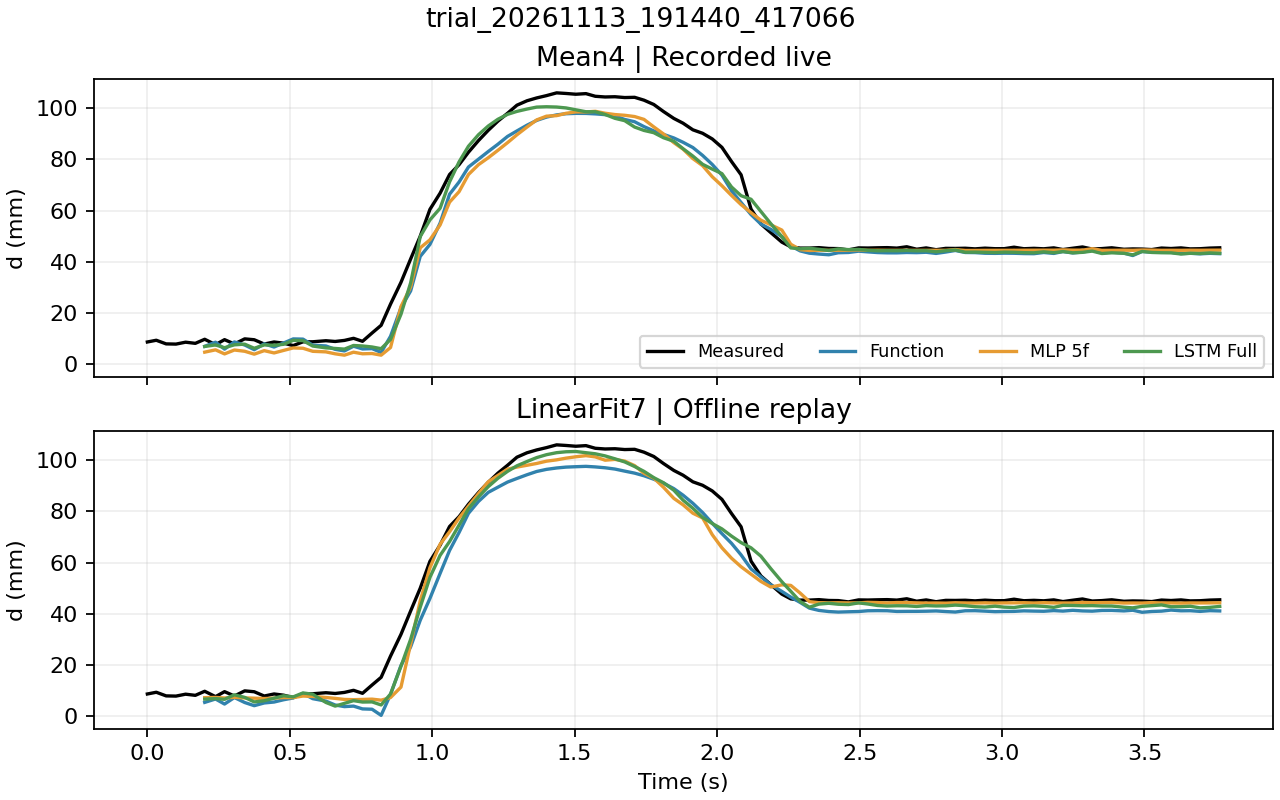 trial_20261113_191440_417066
Mean4 | Recorded live
100
80
60
40
20
0
d (mm)
Measured Function MLP 5f LSTM Full
LinearFit7 | Offline replay
100
80
60
40
20
0
d (mm)
0.0 0.5 1.0 1.5 2.0 2.5 3.0 3.5
Time (s)